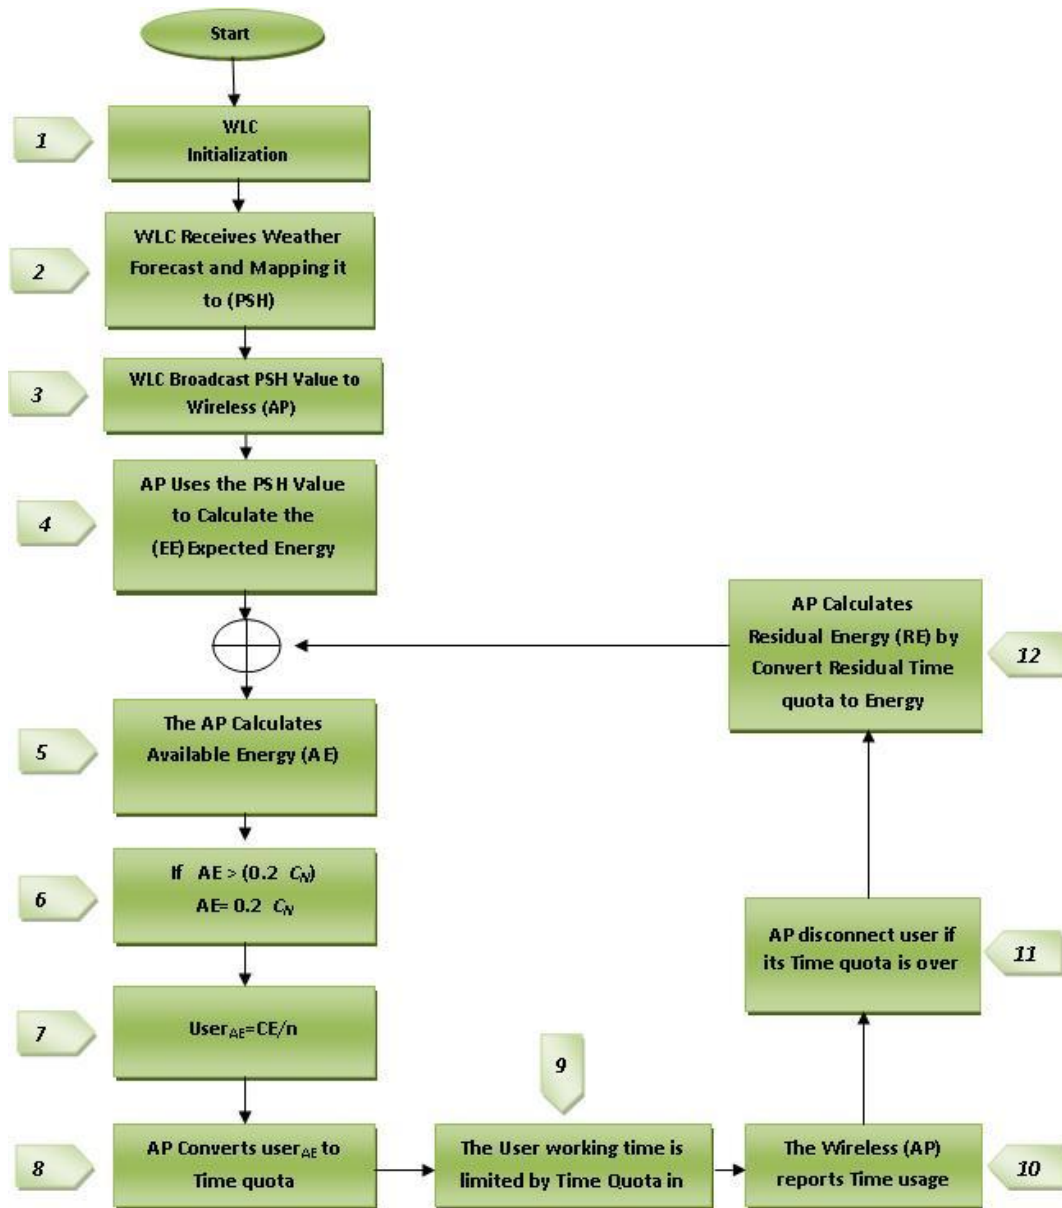 Start
1
WLC
Initialization
2
WLC Receives Weather
Forecast and Mapping it
to (PSH)
3
WLC Broadcast PSH Value to
Wireless (AP)
4
AP Uses the PSH Value
to Calculate the
(EE)Expected Energy
5
The AP Calculates
Available Energy (AE)
6
If AE > (0.2 C_N)
AE= 0.2 C_N
7
User_AE=CE/n
8
AP Converts user_AE to
Time quota
9
The User working time is
limited by Time Quota in
10
The Wireless (AP)
reports Time usage
11
AP disconnect user if
its Time quota is over
12
AP Calculates
Residual Energy (RE) by
Convert Residual Time
quota to Energy